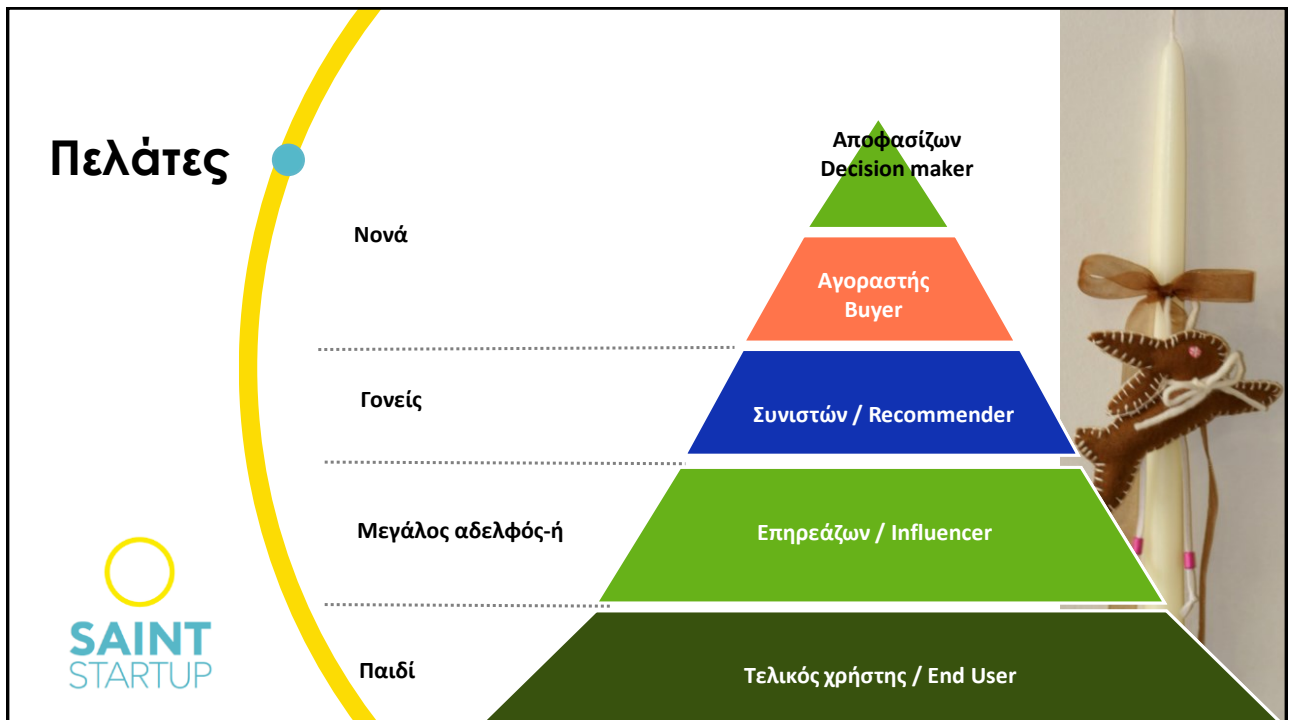 Πελάτες
Αποφασίζων
Decision maker
Νονά
Αγοραστής
Buyer
Γονείς
Συνιστών / Recommender
Μεγάλος αδελφός-ή
Επηρεάζων / Influencer
SAINT
STARTUP
Παιδί
Τελικός χρήστης / End User